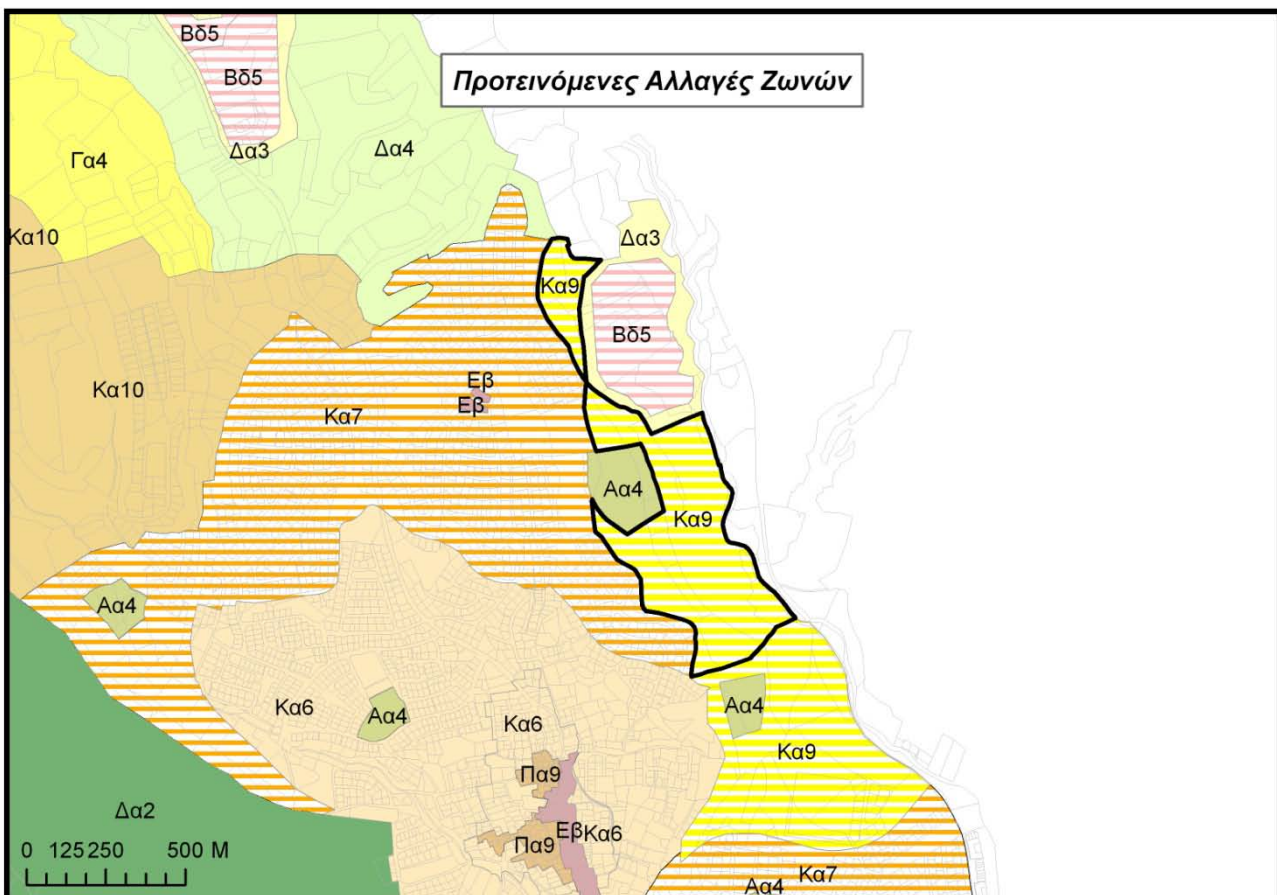 Βδ5
Προτεινόμενες Αλλαγές Ζωνών
Βδ5
Δα3
Δα4
Γα4
Κα10
Δα3
Κα9
Βδ5
Κα10
Εβ
Κα7
Εβ
Αα4
Κα9
Αα4
Κα6
Αα4
Κα6
Κα9
Πα9
Δα2
Εβ
Κα6
Πα9
0 125 250 500 Μ
Κα7
Αα4